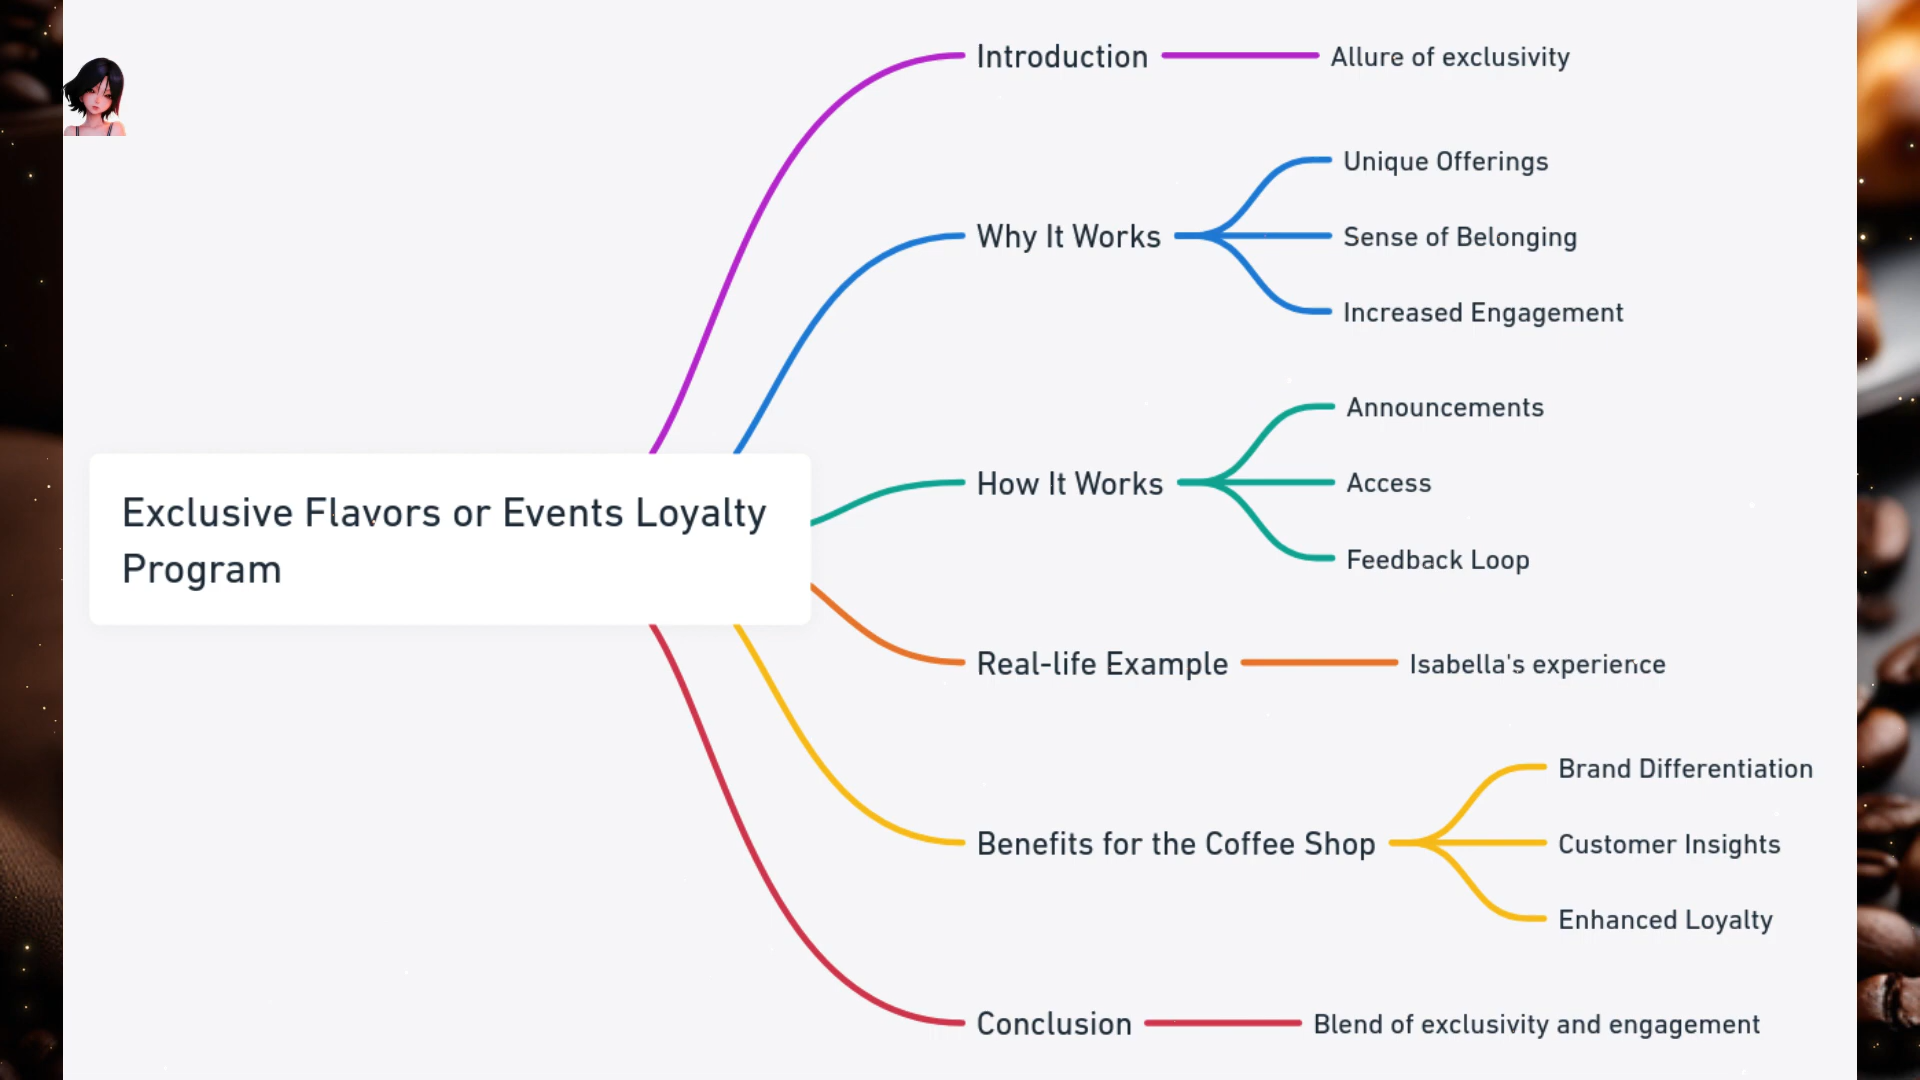 Exclusive Flavors or Events Loyalty
Program
Introduction
Allure of exclusivity
Why It Works
Unique Offerings
Sense of Belonging
Increased Engagement
How It Works
Announcements
Access
Feedback Loop
Real-life Example
Isabella's experience
Benefits for the Coffee Shop
Brand Differentiation
Customer Insights
Enhanced Loyalty
Conclusion
Blend of exclusivity and engagement